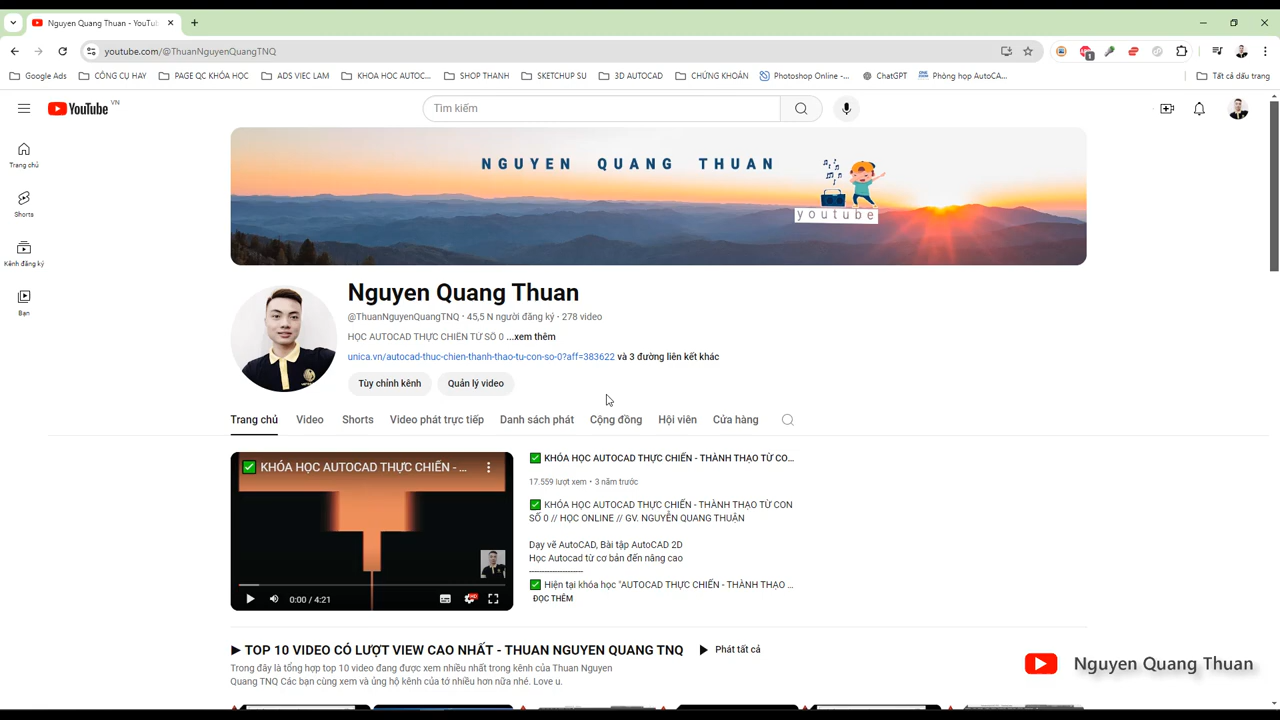 Nguyen Quang Thuan - YouTub
youtube.com/@ThuanNguyenQuangTNQ
Google Ads
CÔNG CỤ HAY
PAGE QC KHÓA HỌC
ADS VIEC LAM
KHOA HOC AUTOC...
SHOP THANH
SKETCHUP SU
3D AUTOCAD
CHỨNG KHOÁN
Photoshop Online -...
ChatGPT
Phòng họp AutoCA...
Tất cả dấu trang
YouTube VN
Tìm kiếm
Trang chủ
Shorts
Kênh đăng ký
Bạn
NGUYEN QUANG THUAN
youtube
Nguyen Quang Thuan
@ThuanNguyenQuangTNQ • 45,5 N người đăng ký • 278 video
HỌC AUTOCAD THỰC CHIẾN TỪ SỐ 0 ...xem thêm
unica.vn/autocad-thuc-chien-thanh-thao-tu-con-so-0?aff=383622 và 3 đường liên kết khác
Tùy chỉnh kênh
Quản lý video
Trang chủ
Video
Shorts
Video phát trực tiếp
Danh sách phát
Cộng đồng
Hội viên
Cửa hàng
✅ KHÓA HỌC AUTOCAD THỰC CHIẾN - ...
0:00 / 4:21
HD
✅ KHÓA HỌC AUTOCAD THỰC CHIẾN - THÀNH THẠO TỪ CO...
17.559 lượt xem • 3 năm trước
✅ KHÓA HỌC AUTOCAD THỰC CHIẾN - THÀNH THẠO TỪ CON
SỐ 0 // HỌC ONLINE // GV. NGUYỄN QUANG THUẬN
Dạy vẽ AutoCAD, Bài tập AutoCAD 2D
Học Autocad từ cơ bản đến nâng cao
--------------------
✅ Hiện tại khóa học "AUTOCAD THỰC CHIẾN - THÀNH THẠO ...
ĐỌC THÊM
▶ TOP 10 VIDEO CÓ LƯỢT VIEW CAO NHẤT - THUAN NGUYEN QUANG TNQ
Phát tất cả
Trong đây là tổng hợp top 10 video đang được xem nhiều nhất trong kênh của Thuan Nguyen
Quang TNQ Các bạn cùng xem và ủng hộ kênh của tớ nhiều hơn nữa nhé. Love u.
Nguyen Quang Thuan